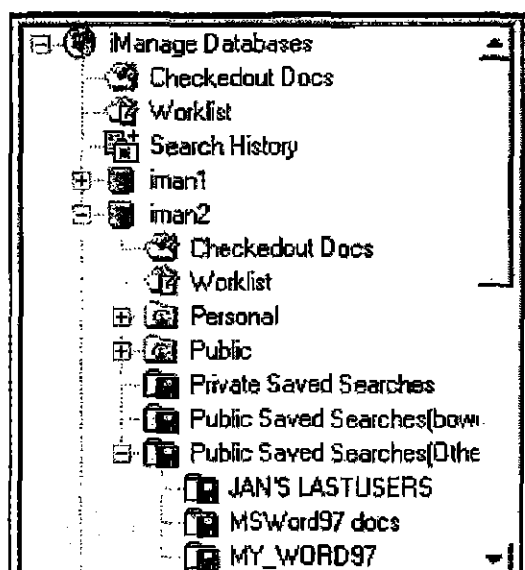 iManage Databases
Checkedout Docs
Worklist
Search History
iman1
iman2
Checkedout Docs
Worklist
Personal
Public
Private Saved Searches
Public Saved Searches(bow
Public Saved Searches(Othe
JAN'S LASTUSERS
MSWord97 docs
MY_WORD97